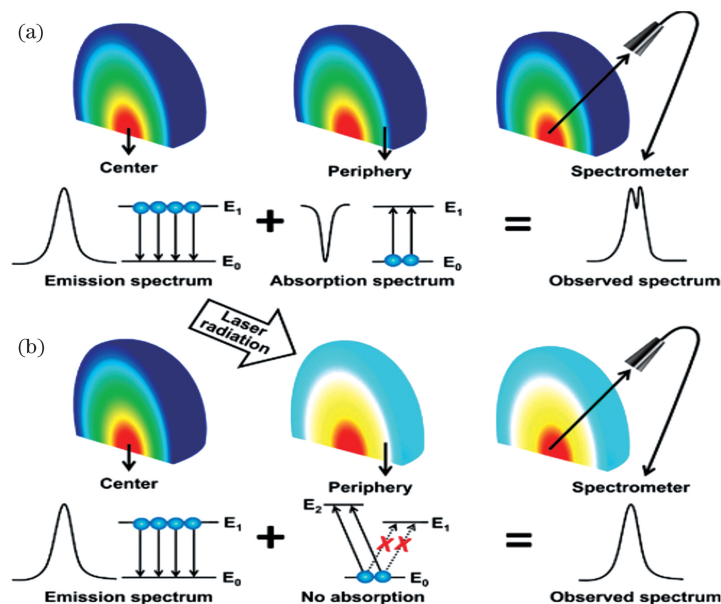 (a)
Center
Periphery
Spectrometer
E1
E0
+
E1
E0
=
Emission spectrum
Absorption spectrum
Observed spectrum
Laser
radiation
(b)
Center
Periphery
Spectrometer
E1
E0
+
E2
E1
X X
E0
=
Emission spectrum
No absorption
Observed spectrum